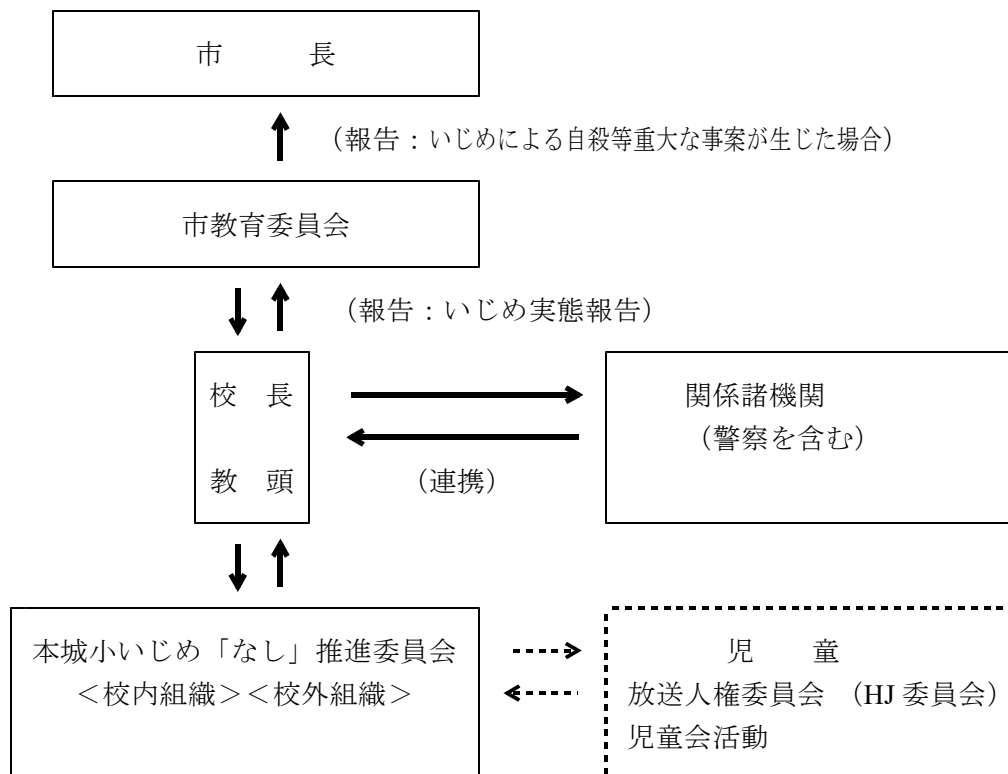 市　　　長
（報告：いじめによる自殺等重大な事案が生じた場合）
市教育委員会
（報告：いじめ実態報告）
校　長
教　頭
関係諸機関
（警察を含む）
（連携）
本城小いじめ「なし」推進委員会
＜校内組織＞＜校外組織＞
児　　童
放送人権委員会　（HJ 委員会）
児童会活動